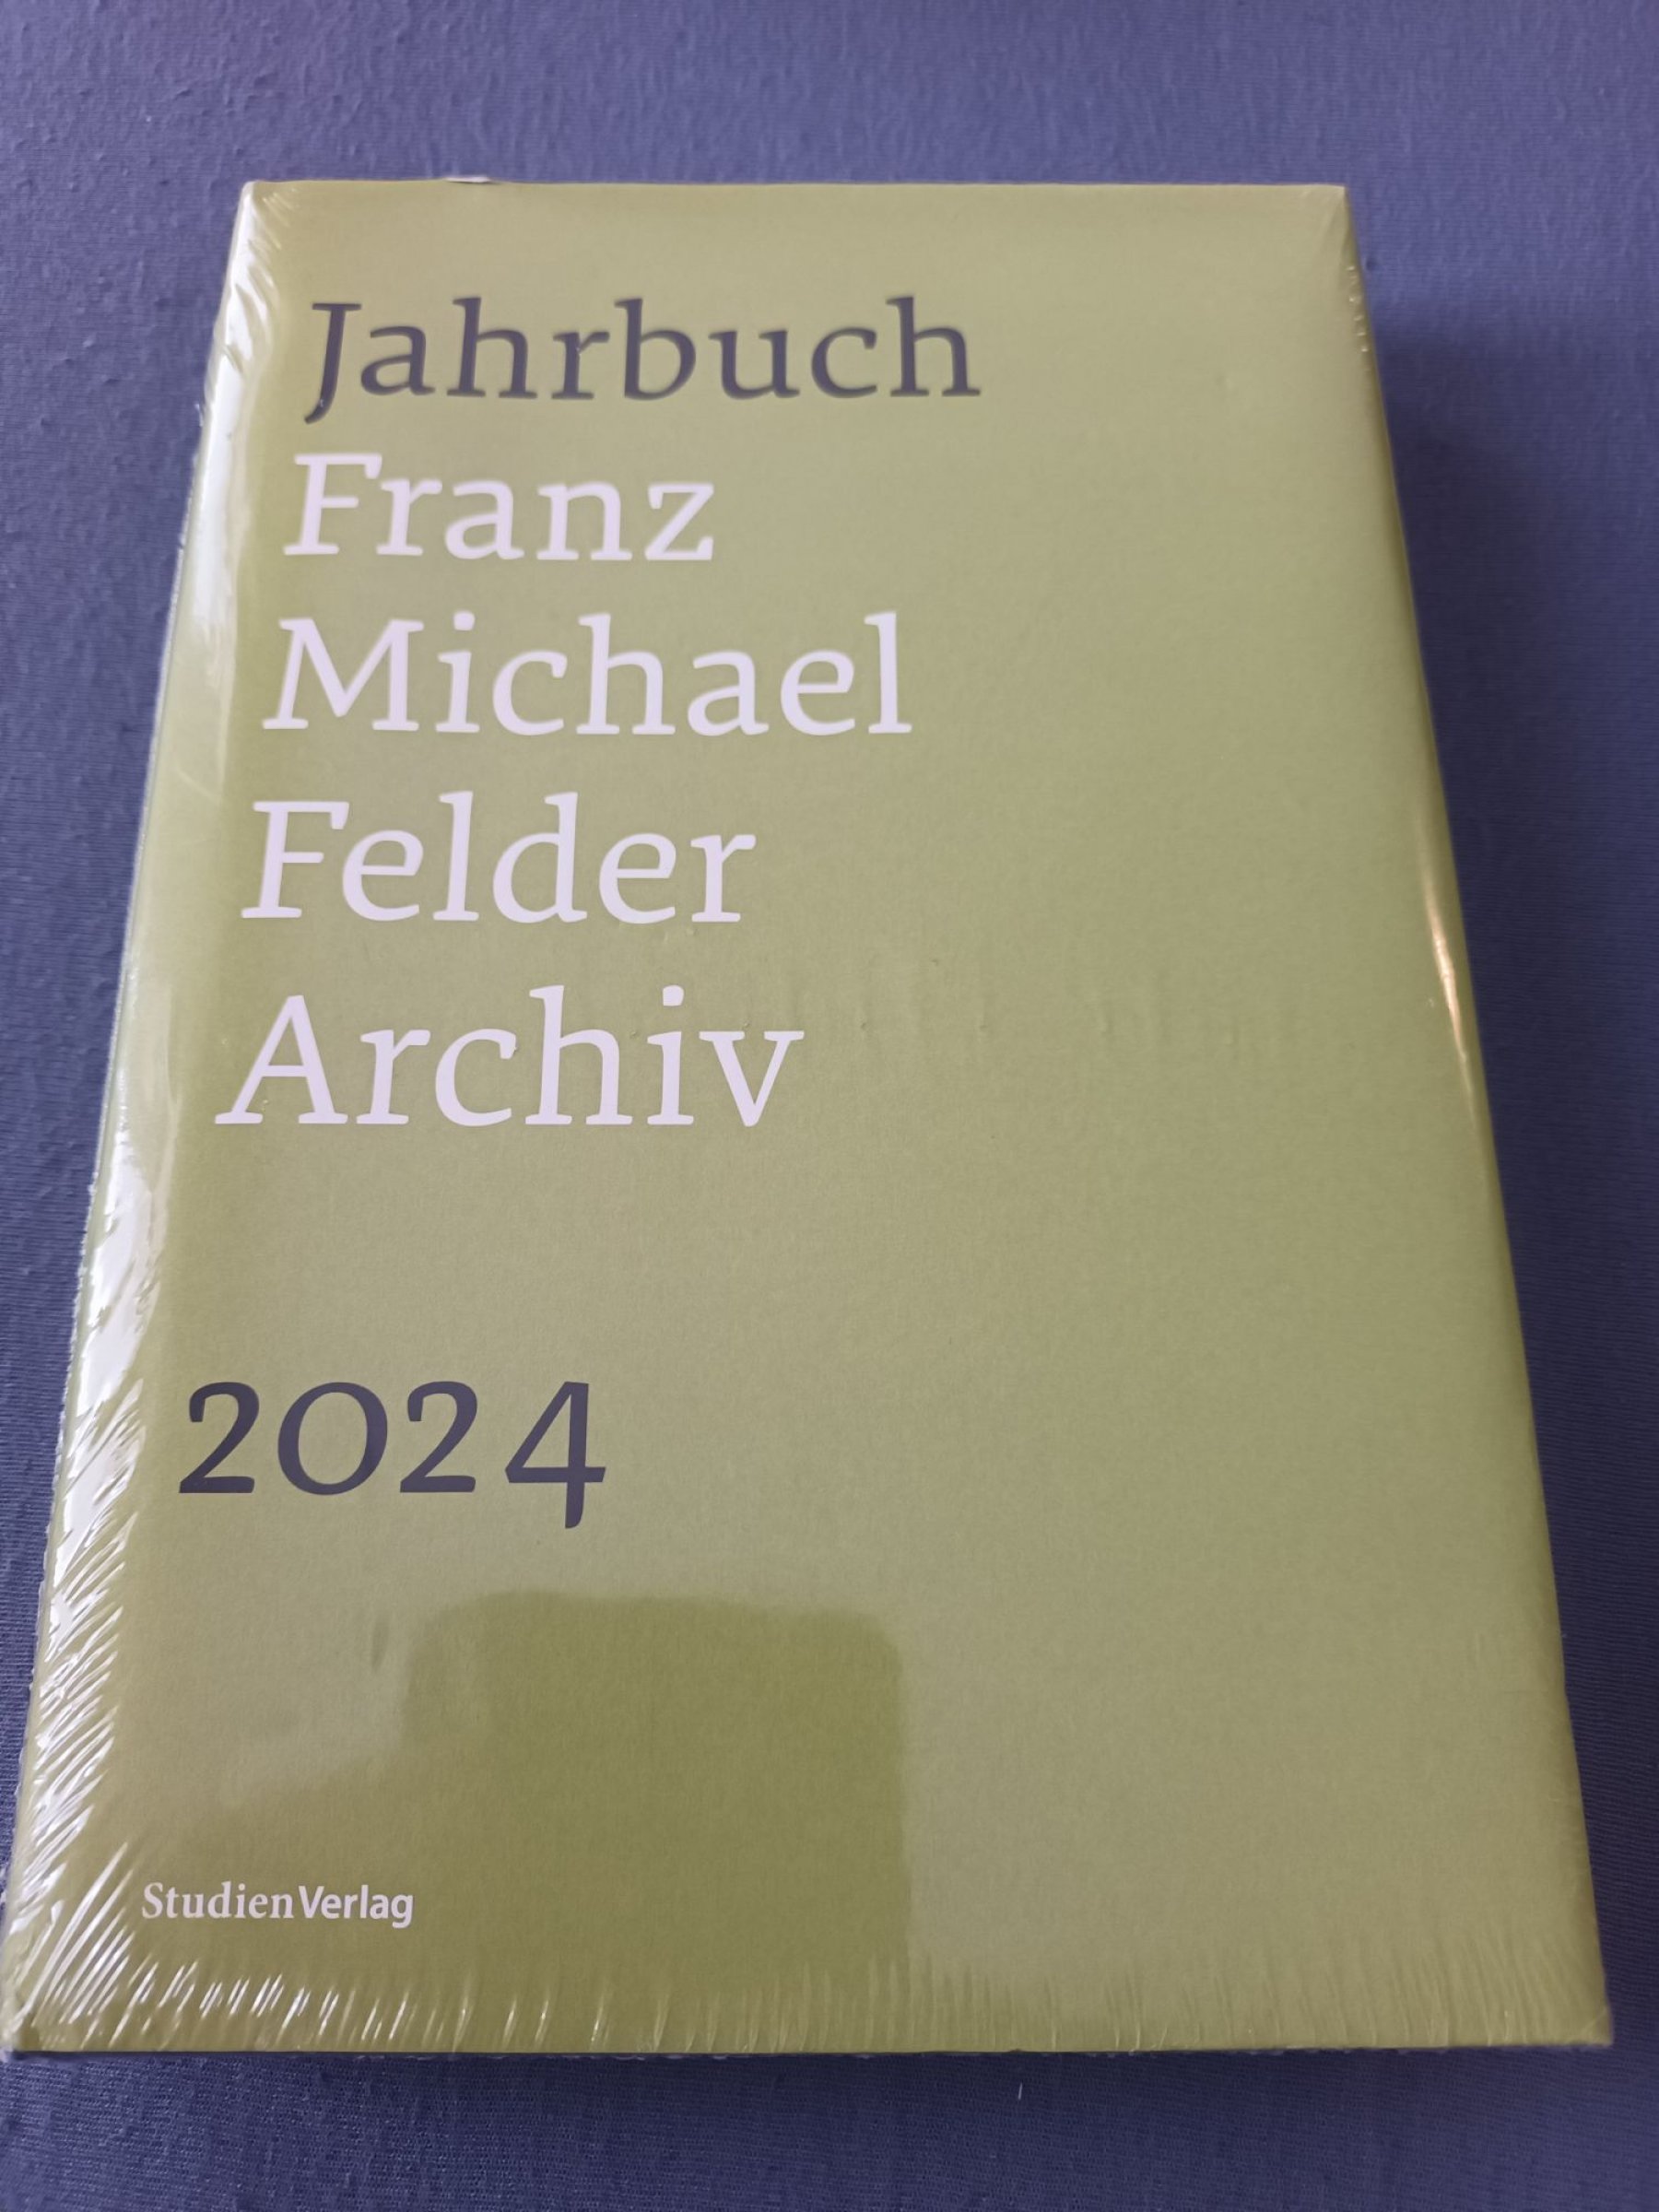 Jahrbuch
Franz
Michael
Felder
Archiv
2024
StudienVerlag